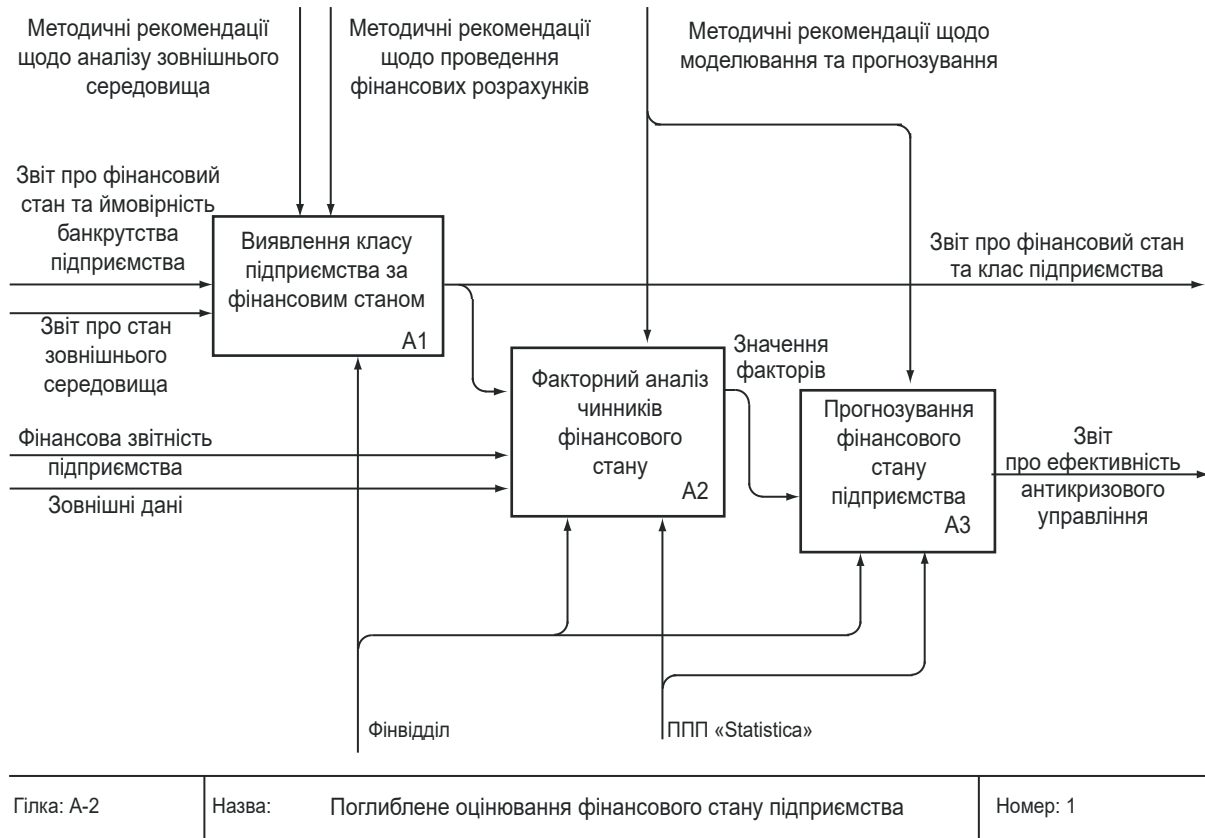 Методичні рекомендації
щодо аналізу зовнішнього
середовища
Методичні рекомендації
щодо проведення
фінансових розрахунків
Методичні рекомендації щодо
моделювання та прогнозування
Звіт про фінансовий
стан та ймовірність
банкрутства
підприємства
Виявлення класу
підприємства за
фінансовим станом
А1
Звіт про фінансовий стан
та клас підприємства
Звіт про стан
зовнішнього
середовища
Значення
факторів
Факторний аналіз
чинників
фінансового
стану
А2
Прогнозування
фінансового
стану
підприємства
А3
Фінансова звітність
підприємства
Зовнішні дані
Звіт
про ефективність
антикризового
управління
Фінвідділ
ППП «Statistica»
Гілка: А-2
Назва:
Поглиблене оцінювання фінансового стану підприємства
Номер: 1